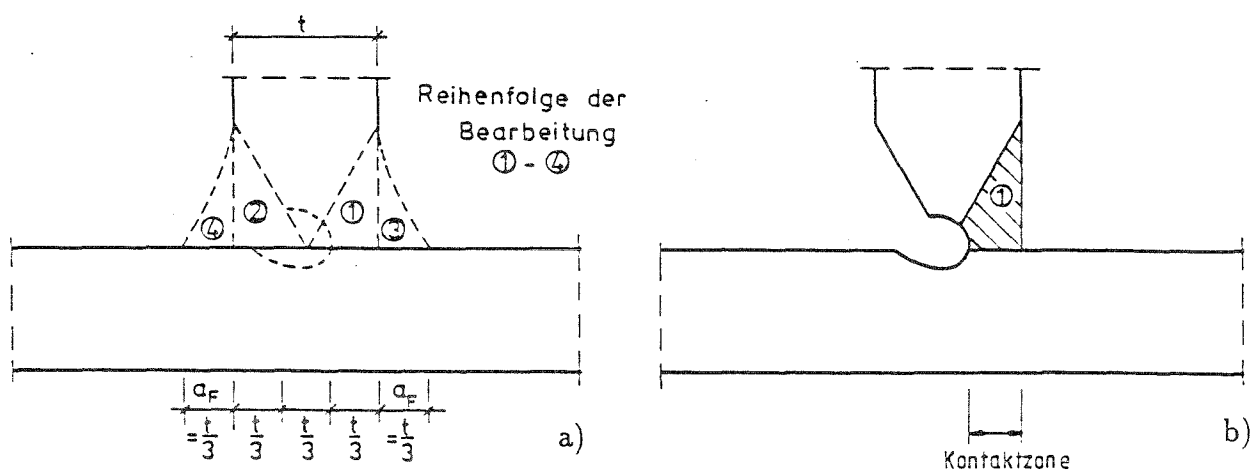 t
Reihenfolge der
Bearbeitung
① - ④
④ ② ① ③
①
a_F a_F
=t/3 t/3 t/3 t/3 =t/3
a)
b)
Kontaktzone